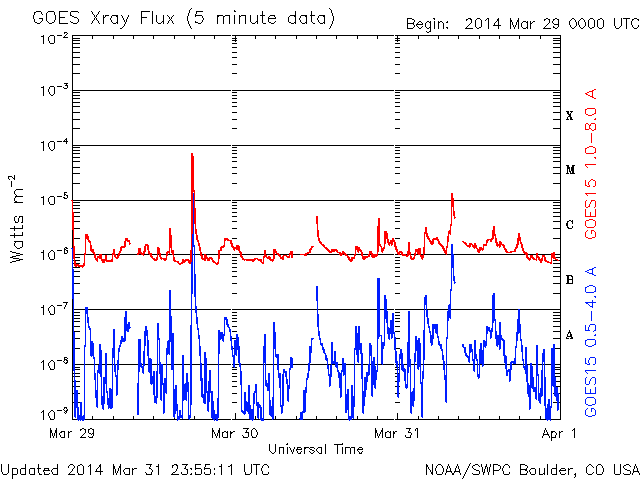 GOES Xray Flux (5 minute data)
Begin: 2014 Mar 29 0000 UTC
10⁻²
10⁻³
10⁻⁴
10⁻⁵
10⁻⁶
10⁻⁷
10⁻⁸
10⁻⁹
Watts m⁻²
X
M
C
B
A
GOES15 1.0–8.0 A
GOES15 0.5–4.0 A
Mar 29
Mar 30
Mar 31
Apr 1
Universal Time
Updated 2014 Mar 31 23:55:11 UTC
NOAA/SWPC Boulder, CO USA